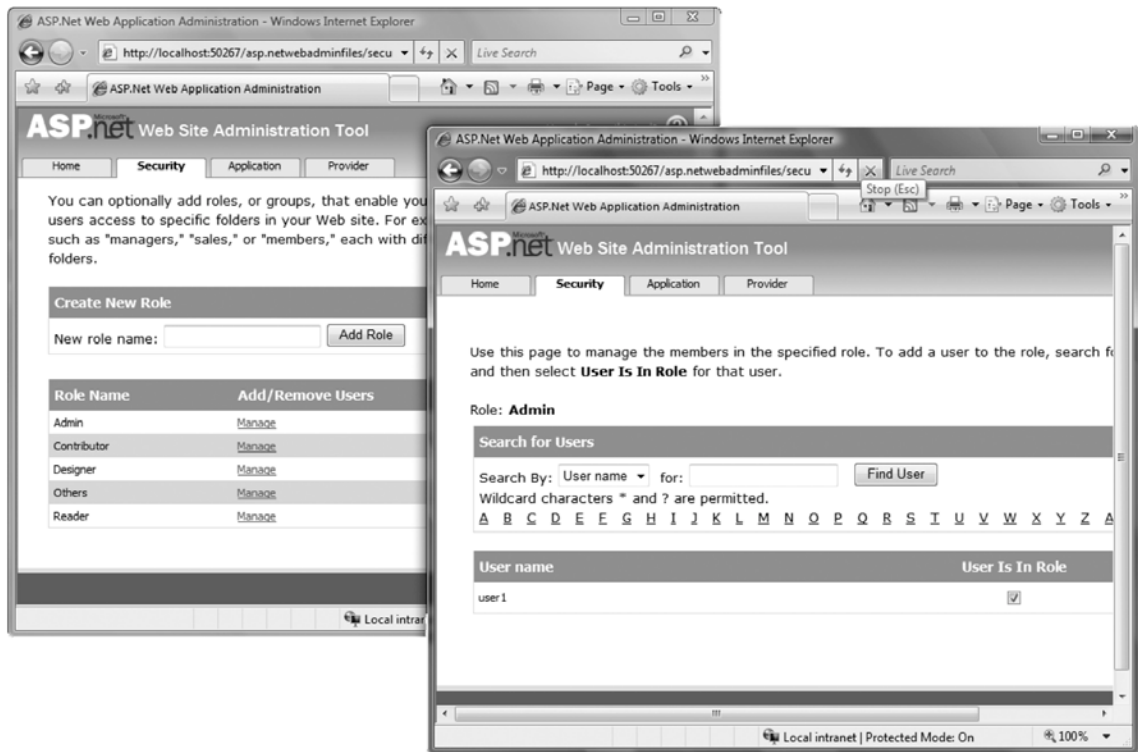 ASP.Net Web Application Administration - Windows Internet Explorer
http://localhost:50267/asp.netwebadminfiles/secu
Live Search
ASP.Net Web Application Administration
Page
Tools
Microsoft
ASP.net Web Site Administration Tool
Home
Security
Application
Provider
You can optionally add roles, or groups, that enable you
users access to specific folders in your Web site. For ex
such as "managers," "sales," or "members," each with dif
folders.
Create New Role
New role name:
Add Role
Role Name Add/Remove Users
Admin Manage
Contributor Manage
Designer Manage
Others Manage
Reader Manage
Local intrar
ASP.Net Web Application Administration - Windows Internet Explorer
http://localhost:50267/asp.netwebadminfiles/secu
Live Search
Stop (Esc)
ASP.Net Web Application Administration
Page
Tools
Microsoft
ASP.net Web Site Administration Tool
Home
Security
Application
Provider
Use this page to manage the members in the specified role. To add a user to the role, search fo
and then select User Is In Role for that user.
Role: Admin
Search for Users
Search By: User name for: Find User
Wildcard characters * and ? are permitted.
A B C D E F G H I J K L M N O P Q R S T U V W X Y Z A
User name User Is In Role
user1
Local intranet | Protected Mode: On
100%